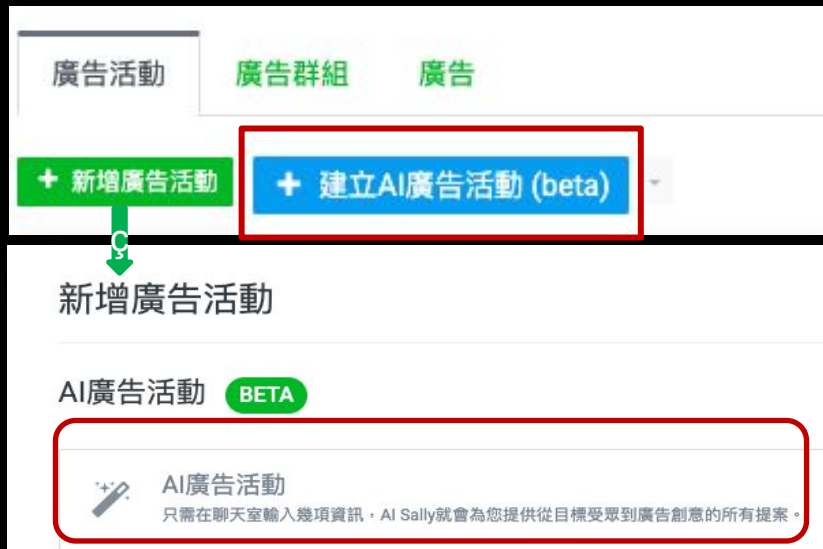 廣告活動 廣告群組 廣告
+ 新增廣告活動 + 建立AI廣告活動 (beta)
Ç
新增廣告活動
AI廣告活動 BETA
AI廣告活動
只需在聊天室輸入幾項資訊，AI Sally就會為您提供從目標受眾到廣告創意的所有提案。